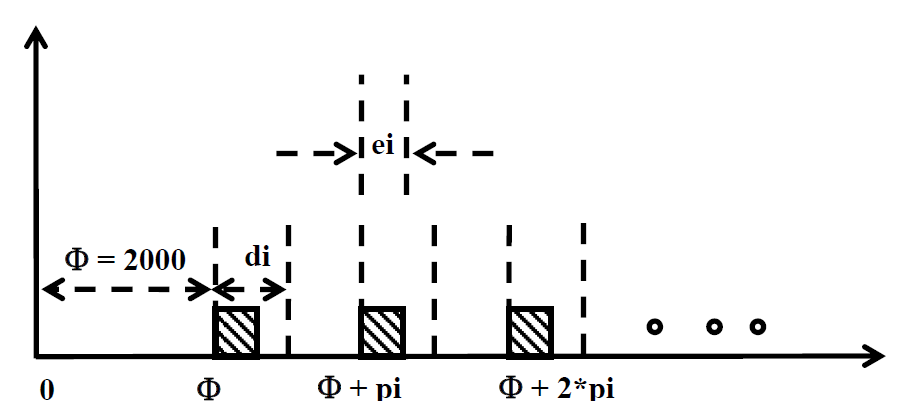 ei
Φ = 2000
di
0
Φ
Φ + pi
Φ + 2*pi